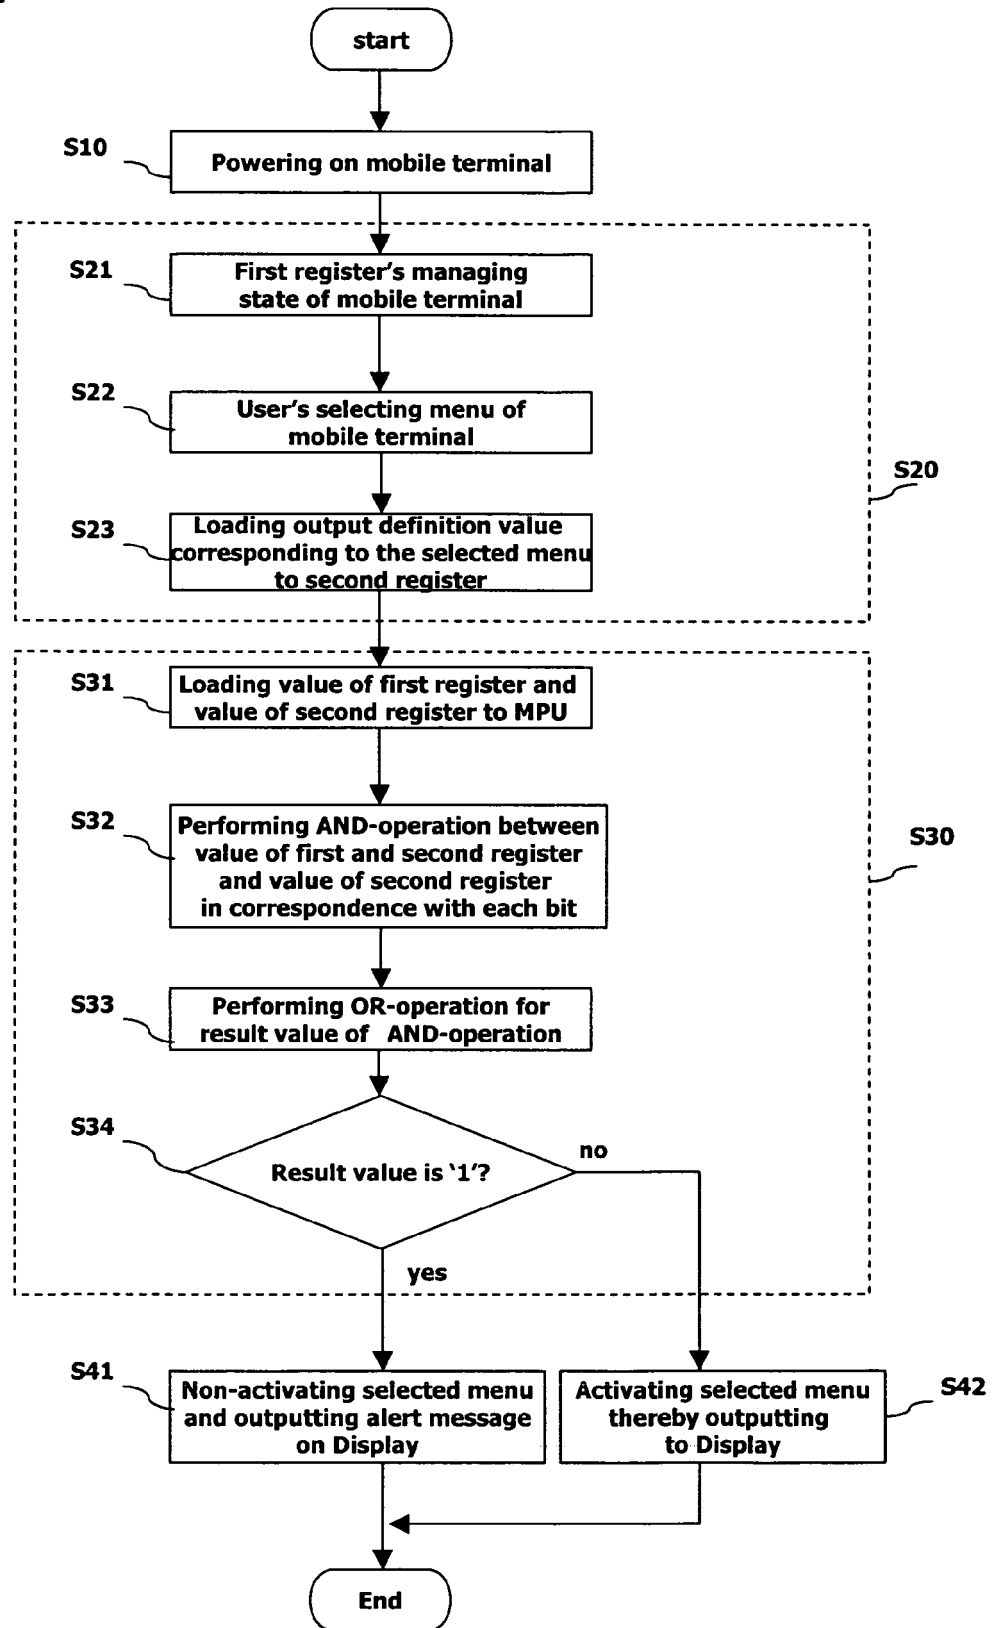 start
S10
Powering on mobile terminal
S21
First register's managing
state of mobile terminal
S22
User's selecting menu of
mobile terminal
S20
S23
Loading output definition value
corresponding to the selected menu
to second register
S31
Loading value of first register and
value of second register to MPU
S32
Performing AND-operation between
value of first and second register
and value of second register
in correspondence with each bit
S30
S33
Performing OR-operation for
result value of AND-operation
S34
Result value is ‘1’?
no
yes
S41
Non-activating selected menu
and outputting alert message
on Display
Activating selected menu
thereby outputting
to Display
S42
End